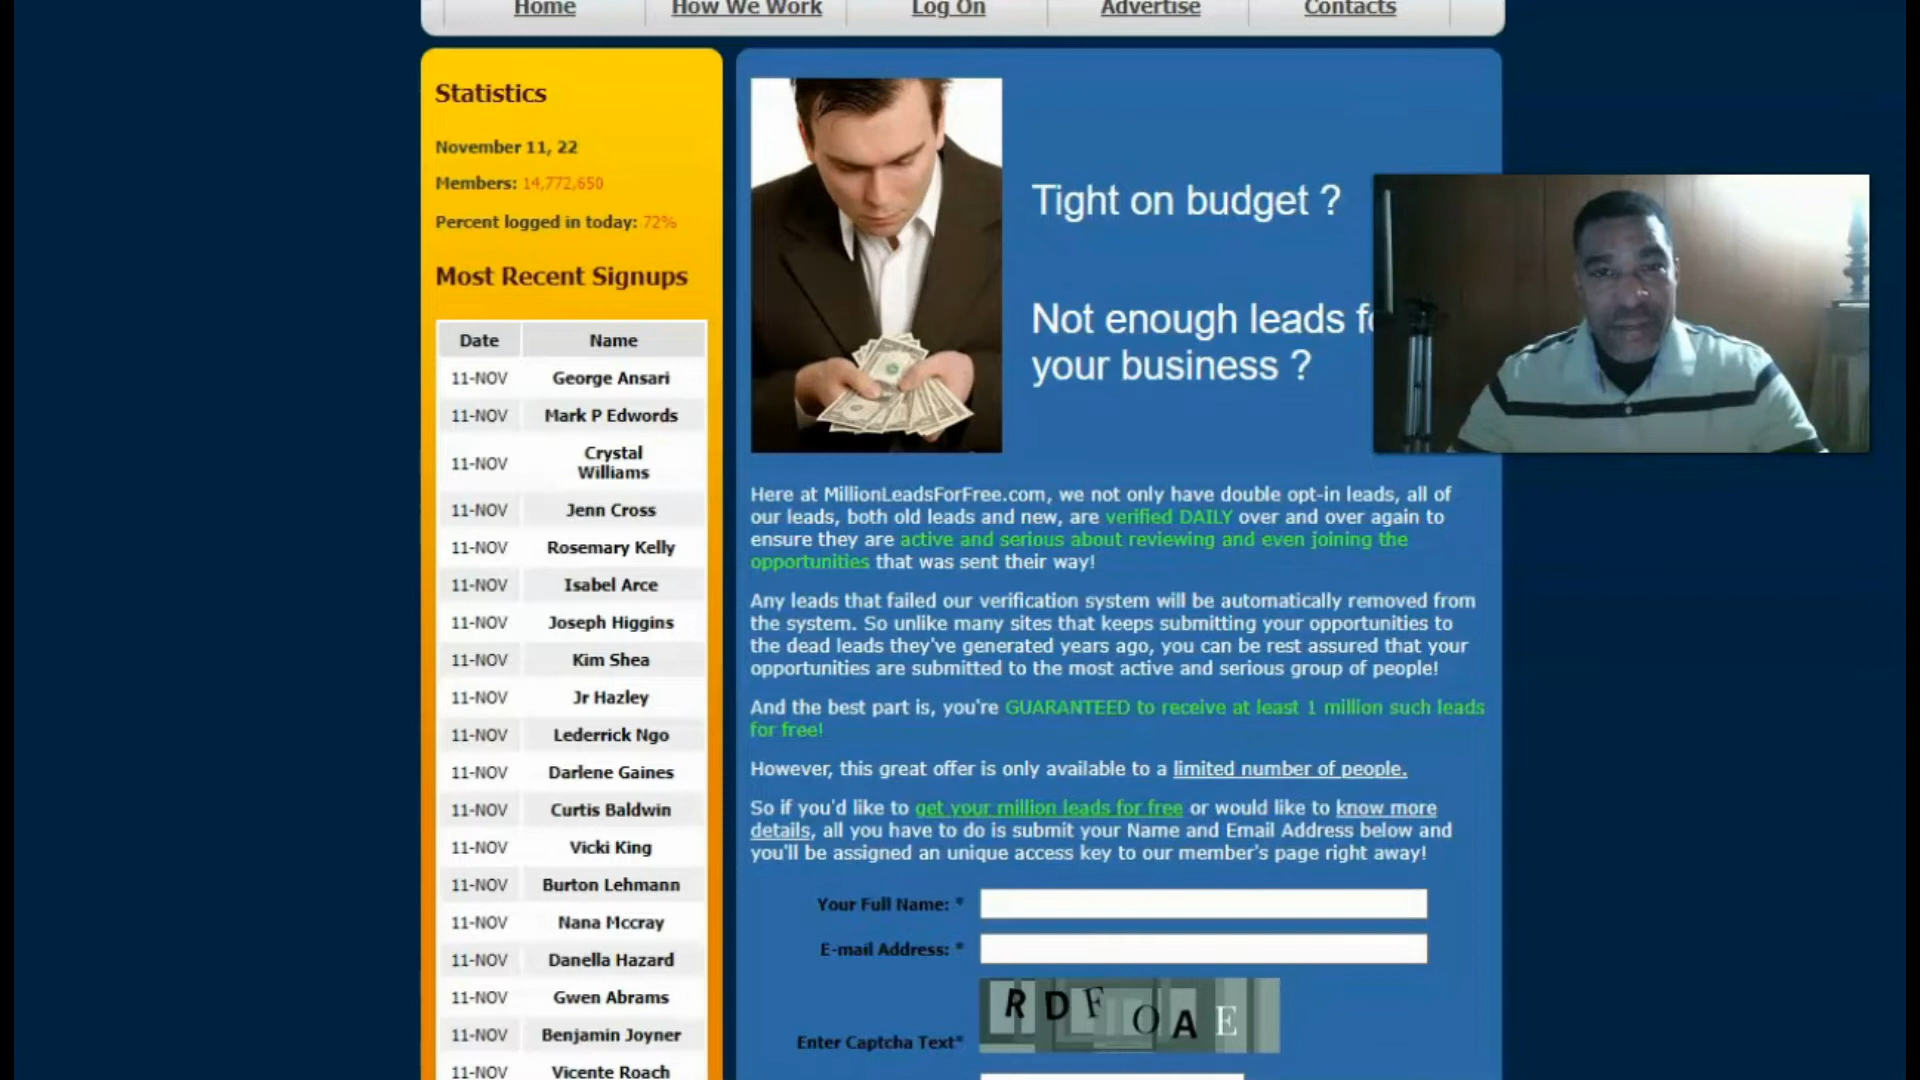 Home How We Work Log On Advertise Contacts
Statistics
November 11, 22
Members: 14,772,650
Percent logged in today: 72%
Most Recent Signups
Date Name
11-NOV George Ansari
11-NOV Mark P Edwords
11-NOV Crystal
Williams
11-NOV Jenn Cross
11-NOV Rosemary Kelly
11-NOV Isabel Arce
11-NOV Joseph Higgins
11-NOV Kim Shea
11-NOV Jr Hazley
11-NOV Lederrick Ngo
11-NOV Darlene Gaines
11-NOV Curtis Baldwin
11-NOV Vicki King
11-NOV Burton Lehmann
11-NOV Nana Mccray
11-NOV Danella Hazard
11-NOV Gwen Abrams
11-NOV Benjamin Joyner
11-NOV Vicente Roach
Tight on budget ?
Not enough leads
your business ?
Here at MillionLeadsForFree.com, we not only have double opt-in leads, all of
our leads, both old leads and new, are verified DAILY over and over again to
ensure they are active and serious about reviewing and even joining the
opportunities that was sent their way!
Any leads that failed our verification system will be automatically removed from
the system. So unlike many sites that keeps submitting your opportunities to
the dead leads they've generated years ago, you can be rest assured that your
opportunities are submitted to the most active and serious group of people!
And the best part is, you're GUARANTEED to receive at least 1 million such leads
for free!
However, this great offer is only available to a limited number of people.
So if you'd like to get your million leads for free or would like to know more
details, all you have to do is submit your Name and Email Address below and
you'll be assigned an unique access key to our member's page right away!
Your Full Name: *
E-mail Address: *
R D F O A E
Enter Captcha Text*